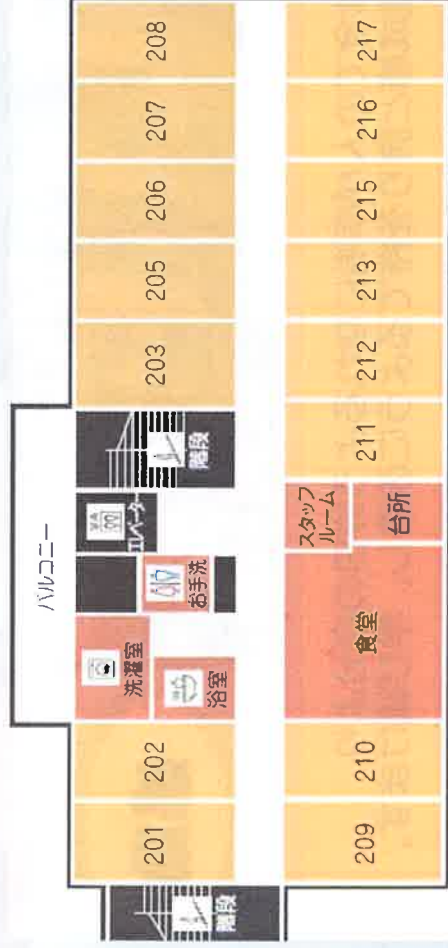 バルコニー
201
202
洗濯室
浴室
お手洗
エレベーター
階段
203
205
206
207
208
階段
209
210
食堂
スタッフ
ルーム
台所
211
212
213
215
216
217